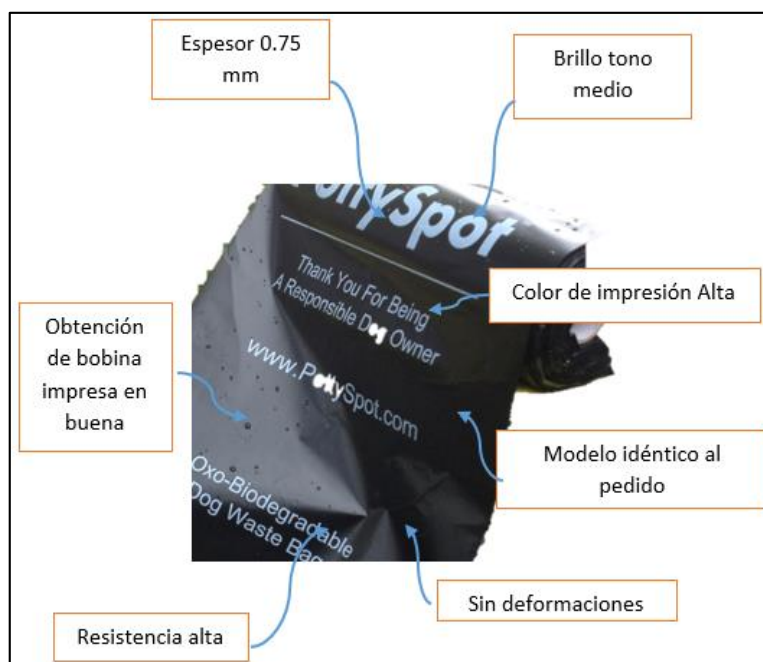 Espesor 0.75
mm
Brillo tono
medio
PottySpot
Thank You For Being
A Responsible Dog Owner
Color de impresión Alta
Obtención
de bobina
impresa en
buena
www.PottySpot.com
Modelo idéntico al
pedido
Oxo-Biodegradable
Dog Waste Bag
Sin deformaciones
Resistencia alta